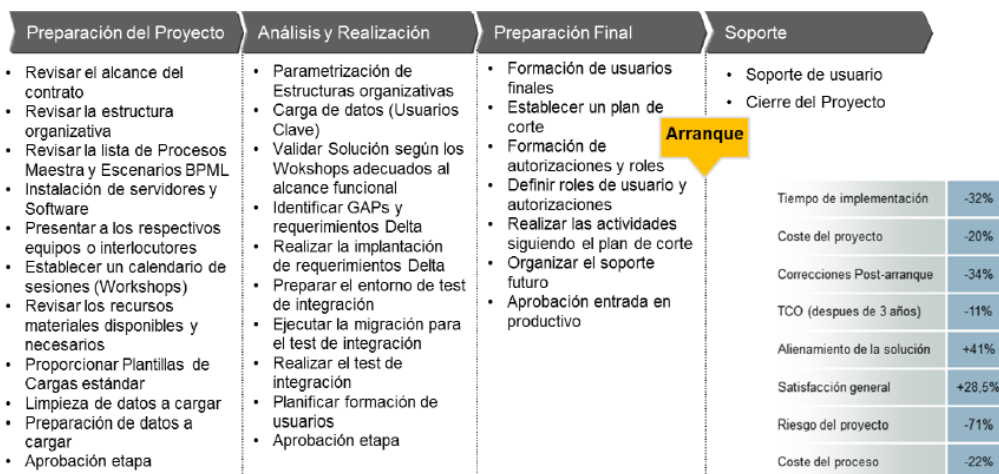 Preparación del Proyecto
• Revisar el alcance del
contrato
• Revisar la estructura
organizativa
• Revisar la lista de Procesos
Maestra y Escenarios BPML
• Instalación de servidores y
Software
• Presentar a los respectivos
equipos o interlocutores
• Establecer un calendario de
sesiones (Workshops)
• Revisar los recursos
materiales disponibles y
necesarios
• Proporcionar Plantillas de
Cargas estándar
• Limpieza de datos a cargar
• Preparación de datos a
cargar
• Aprobación etapa
Análisis y Realización
• Parametrización de
Estructuras organizativas
• Carga de datos (Usuarios
Clave)
• Validar Solución según los
Wokshops adecuados al
alcance funcional
• Identificar GAPs y
requerimientos Delta
• Realizar la implantación
de requerimientos Delta
• Preparar el entorno de test
de integración
• Ejecutar la migración para
el test de integración
• Realizar el test de
integración
• Planificar formación de
usuarios
• Aprobación etapa
Preparación Final
• Formación de usuarios
finales
• Establecer un plan de
corte
• Formación de
autorizaciones y roles
• Definir roles de usuario y
autorizaciones
• Realizar las actividades
siguiendo el plan de corte
• Organizar el soporte
futuro
• Aprobación entrada en
productivo
Arranque
Soporte
• Soporte de usuario
• Cierre del Proyecto
Tiempo de implementación -32%
Coste del proyecto -20%
Correcciones Post-arranque -34%
TCO (despues de 3 años) -11%
Alienamiento de la solución +41%
Satisfacción general +28,5%
Riesgo del proyecto -71%
Coste del proceso -22%